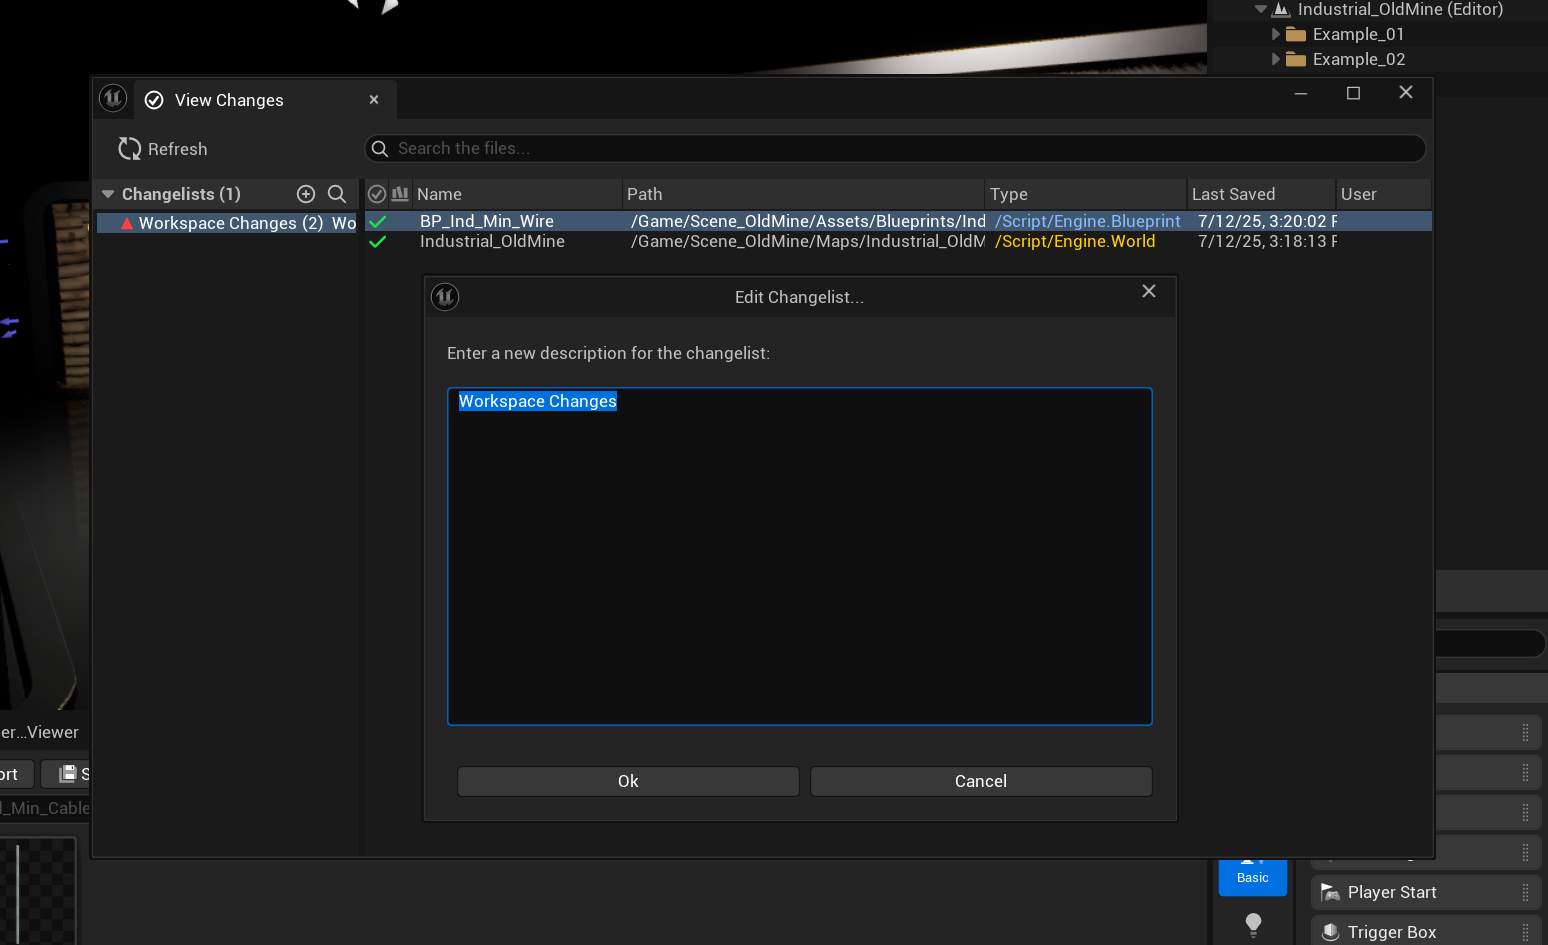 Industrial_OldMine (Editor)
Example_01
Example_02
View Changes
Refresh
Search the files...
Changelists (1)
Name
Path
Type
Last Saved
User
Workspace Changes (2) Wo
BP_Ind_Min_Wire
/Game/Scene_OldMine/Assets/Blueprints/Ind
/Script/Engine.Blueprint
7/12/25, 3:20:02 P
Industrial_OldMine
/Game/Scene_OldMine/Maps/Industrial_OldM
/Script/Engine.World
7/12/25, 3:18:13 P
Edit Changelist...
Enter a new description for the changelist:
Workspace Changes
Ok
Cancel
er...Viewer
ort
S
_Min_Cable
Basic
Player Start
Trigger Box